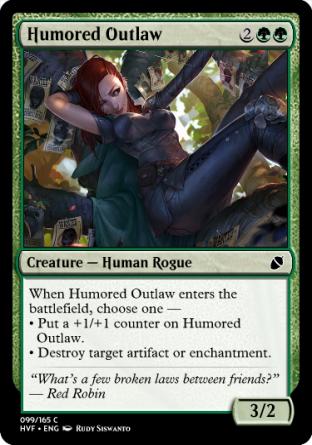 Humored Outlaw 2
Creature — Human Rogue
When Humored Outlaw enters the
battlefield, choose one —
• Put a +1/+1 counter on Humored
Outlaw.
• Destroy target artifact or enchantment.
“What's a few broken laws between friends?”
— Red Robin
3/2
099/165 C
HVF • ENG Rudy Siswanto